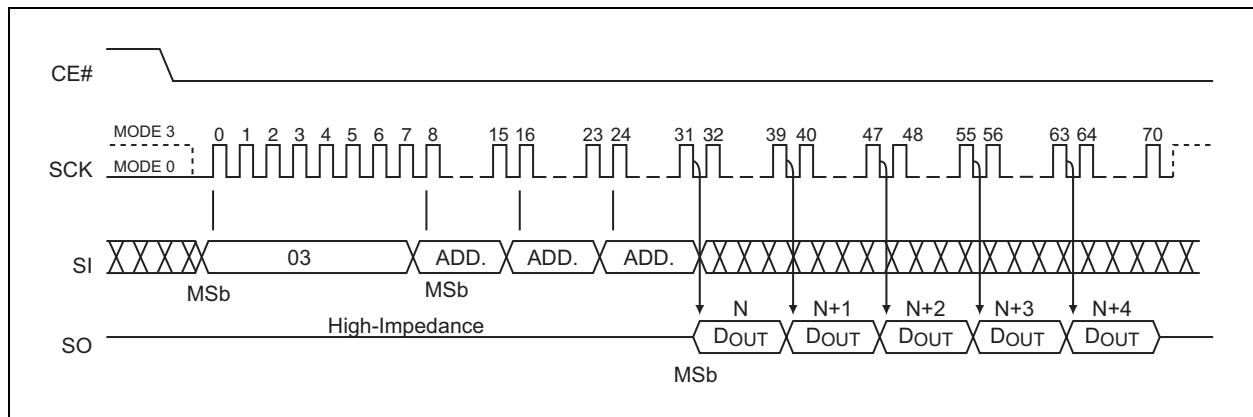 CE#
MODE 3
0 1 2 3 4 5 6 7 8 15 16 23 24 31 32 39 40 47 48 55 56 63 64 70
SCK
MODE 0
SI
03 ADD. ADD. ADD.
MSb MSb
N N+1 N+2 N+3 N+4
High-Impedance
SO
DOUT DOUT DOUT DOUT DOUT
MSb